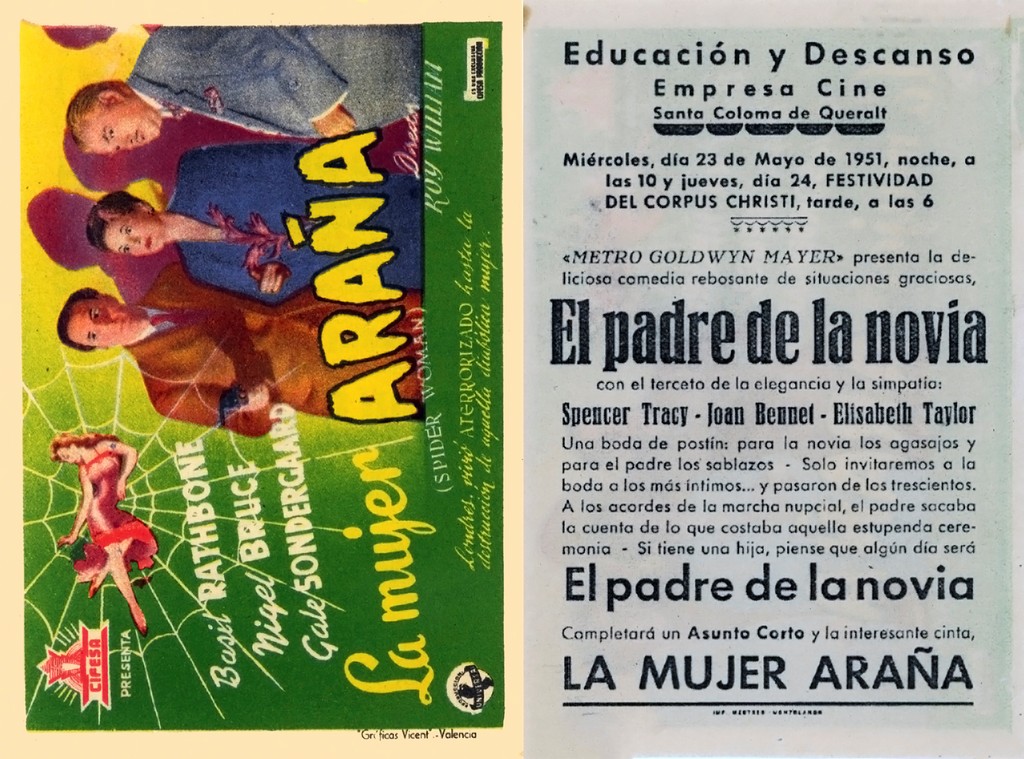 CIFESA
PRESENTA
Basil RATHBONE
Nigel BRUCE
Gale SONDERGAARD
La mujer ARAÑA
(SPIDER WOMAN)
Director
ROY WILLIAM
Londres, vivió ATERRORIZADO hasta la
destrucción de aquella diabólica mujer.
ES UNA EXCLUSIVA
CIFESA PRODUCCIÓN
"Gráficas Vicent".-Valencia
Educación y Descanso
Empresa Cine
Santa Coloma de Queralt
Miércoles, día 23 de Mayo de 1951, noche, a
las 10 y jueves, día 24, FESTIVIDAD
DEL CORPUS CHRISTI, tarde, a las 6
«METRO GOLDWYN MAYER» presenta la de-
liciosa comedia rebosante de situaciones graciosas,
El padre de la novia
con el terceto de la elegancia y la simpatía:
Spencer Tracy - Joan Bennet - Elisabeth Taylor
Una boda de postín: para la novia los agasajos y
para el padre los sablazos - Solo invitaremos a la
boda a los más íntimos... y pasaron de los trescientos.
A los acordes de la marcha nupcial, el padre sacaba
la cuenta de lo que costaba aquella estupenda cere-
monia - Si tiene una hija, piense que algún día será
El padre de la novia
Completará un Asunto Corto y la interesante cinta,
LA MUJER ARAÑA